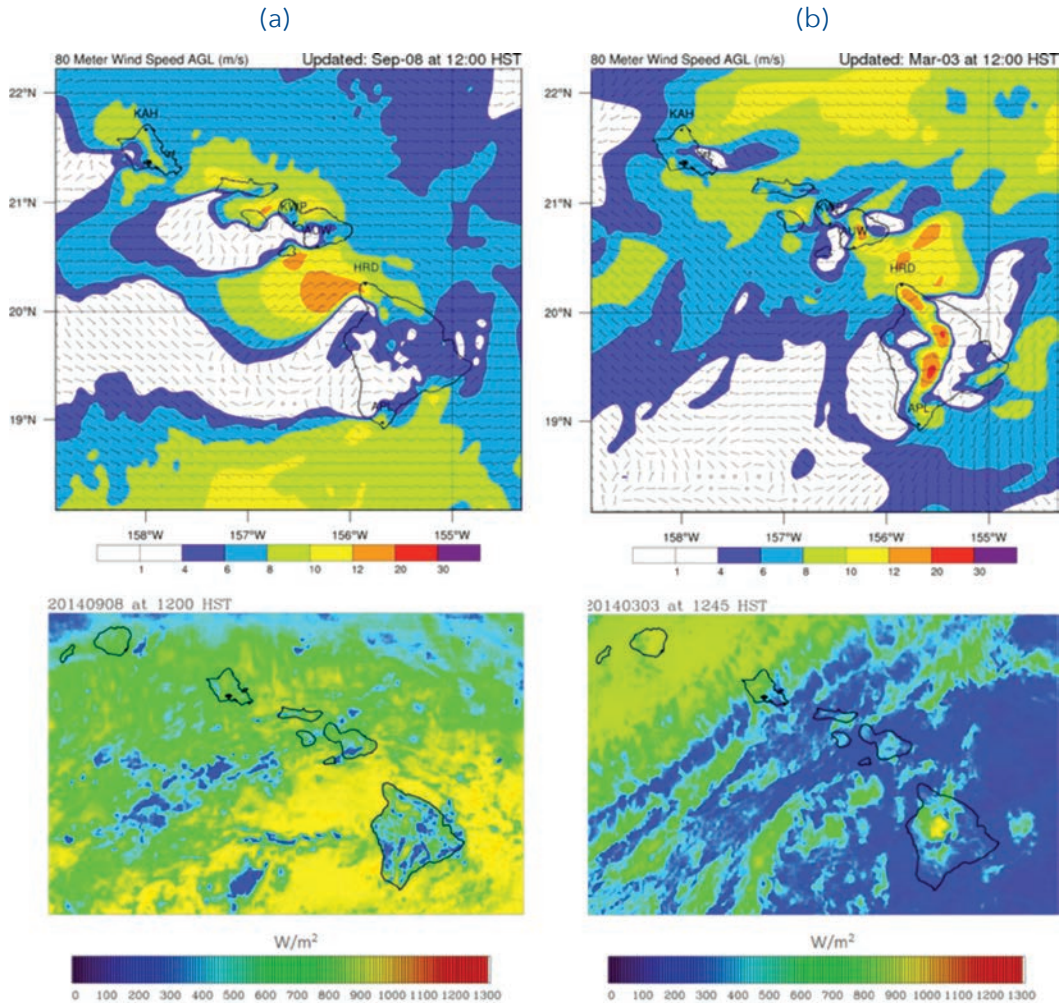 (a)
80 Meter Wind Speed AGL (m/s) Updated: Sep-08 at 12:00 HST
22°N
KAH
21°N
KWP
AUW
HRD
20°N
19°N
APL
158°W 157°W 156°W 155°W
1 4 6 8 10 12 20 30
20140908 at 1200 HST
W/m²
0 100 200 300 400 500 600 700 800 900 1000 1100 1200 1300
(b)
80 Meter Wind Speed AGL (m/s) Updated: Mar-03 at 12:00 HST
22°N
KAH
21°N
AUW
HRD
20°N
19°N
APL
158°W 157°W 156°W 155°W
1 4 6 8 10 12 20 30
20140303 at 1245 HST
W/m²
0 100 200 300 400 500 600 700 800 900 1000 1100 1200 1300